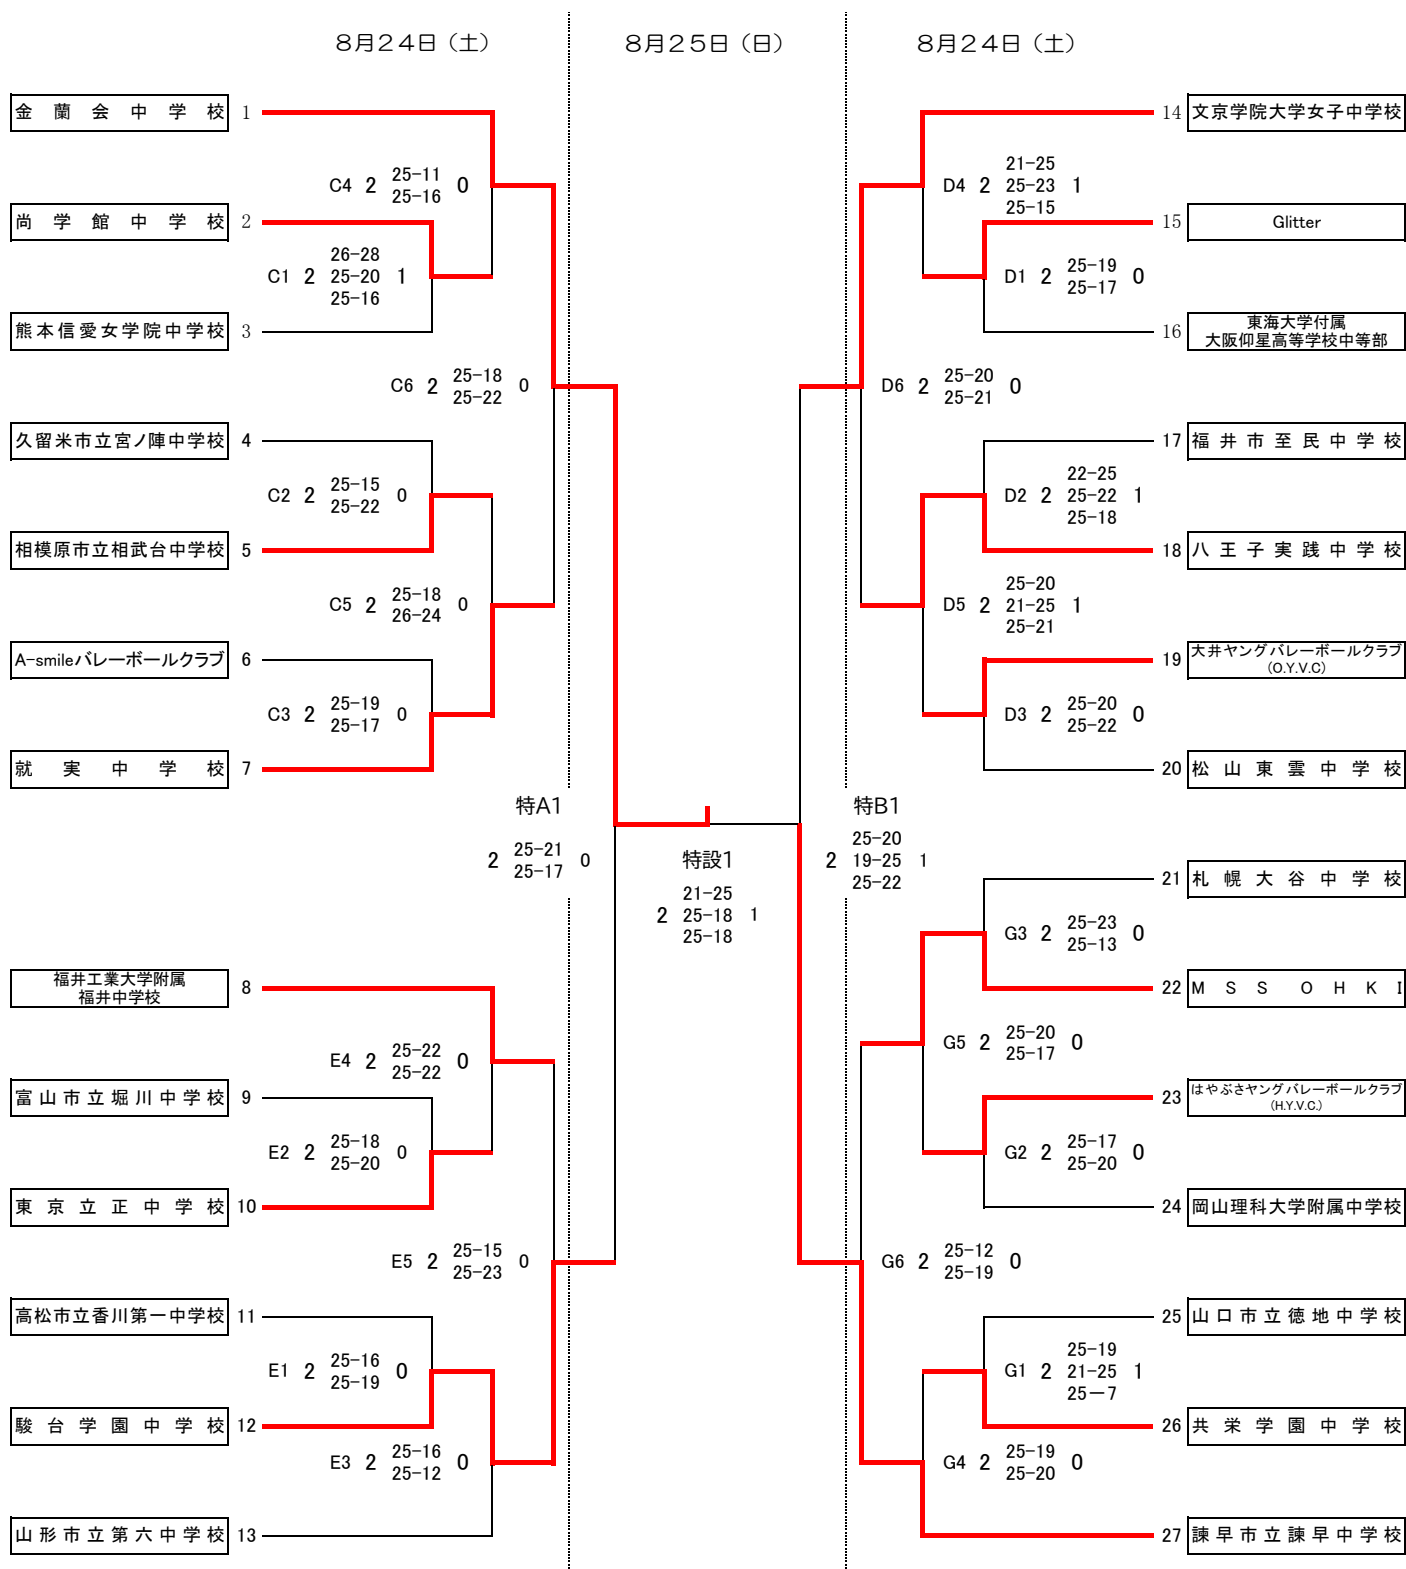 8月24日（土）
8月25日（日）
8月24日（土）
金蘭会中学校 1
C4 2 0
25-11
25-16
尚学館中学校 2
C1 2 1
26-28
25-20
25-16
熊本信愛女学院中学校 3
C6 2 0
25-18
25-22
久留米市立宮ノ陣中学校 4
C2 2 0
25-15
25-22
相模原市立相武台中学校 5
C5 2 0
25-18
26-24
A-smileバレーボールクラブ 6
C3 2 0
25-19
25-17
就実中学校 7
特A1
2 0
25-21
25-17
福井工業大学附属
福井中学校
8
E4 2 0
25-22
25-22
富山市立堀川中学校 9
E2 2 0
25-18
25-20
東京立正中学校 10
E5 2 0
25-15
25-23
高松市立香川第一中学校 11
E1 2 0
25-16
25-19
駿台学園中学校 12
E3 2 0
25-16
25-12
山形市立第六中学校 13
特設1
2 1
21-25
25-18
25-18
14 文京学院大学女子中学校
D4 2 1
21-25
25-23
25-15
15 Glitter
D1 2 0
25-19
25-17
16
東海大学付属
大阪仰星高等学校中等部
D6 2 0
25-20
25-21
17 福井市至民中学校
D2 2 1
22-25
25-22
25-18
18 八王子実践中学校
D5 2 1
25-20
21-25
25-21
19
大井ヤングバレーボールクラブ
(O.Y.V.C)
D3 2 0
25-20
25-22
20 松山東雲中学校
特B1
2 1
25-20
19-25
25-22
21 札幌大谷中学校
G3 2 0
25-23
25-13
22 MSS OHKI
G5 2 0
25-20
25-17
23
はやぶさヤングバレーボールクラブ
(H.Y.V.C.)
G2 2 0
25-17
25-20
24 岡山理科大学附属中学校
G6 2 0
25-12
25-19
25 山口市立徳地中学校
G1 2 1
25-19
21-25
25－7
26 共栄学園中学校
G4 2 0
25-19
25-20
27 諫早市立諫早中学校